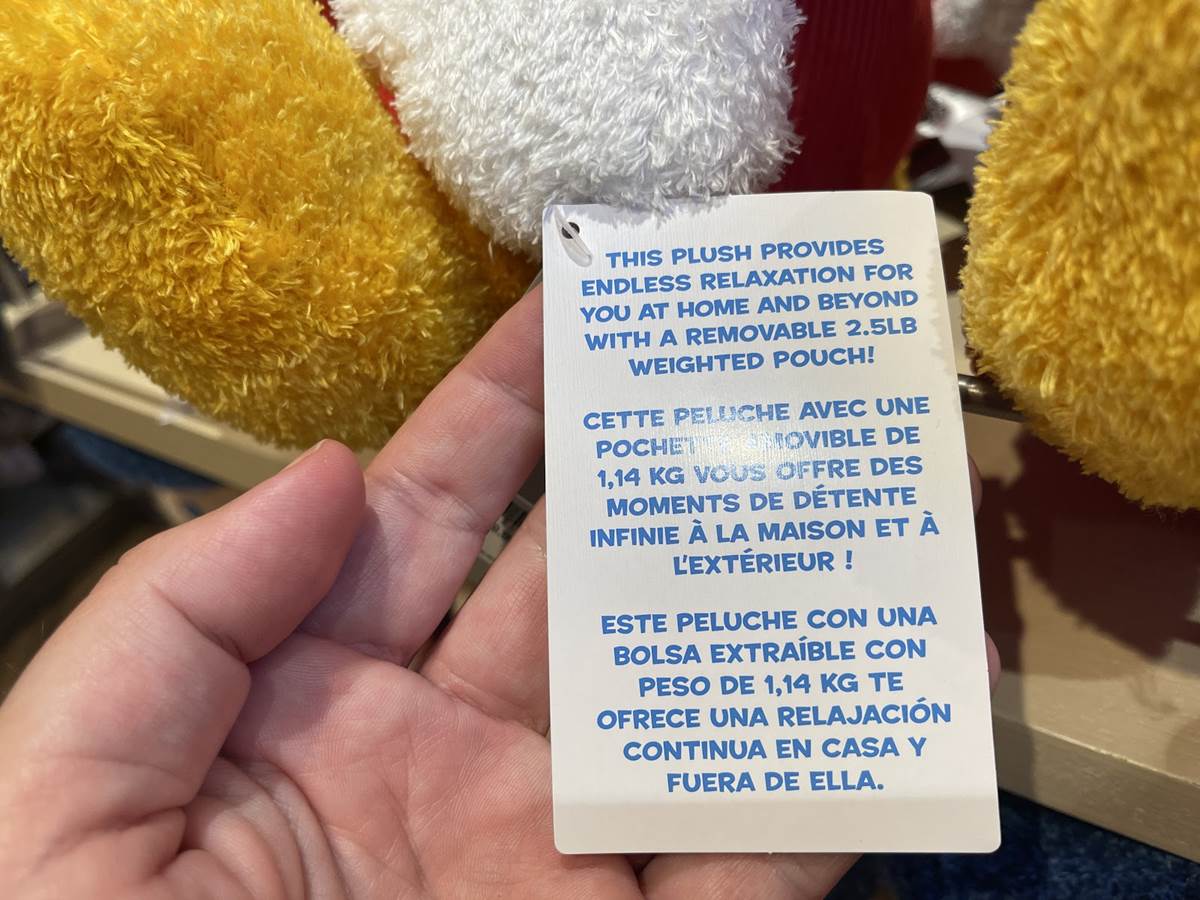 THIS PLUSH PROVIDES
ENDLESS RELAXATION FOR
YOU AT HOME AND BEYOND
WITH A REMOVABLE 2.5LB
WEIGHTED POUCH!
CETTE PELUCHE AVEC UNE
POCHETTE AMOVIBLE DE
1,14 KG VOUS OFFRE DES
MOMENTS DE DÉTENTE
INFINIE À LA MAISON ET À
L'EXTÉRIEUR !
ESTE PELUCHE CON UNA
BOLSA EXTRAÍBLE CON
PESO DE 1,14 KG TE
OFRECE UNA RELAJACIÓN
CONTINUA EN CASA Y
FUERA DE ELLA.